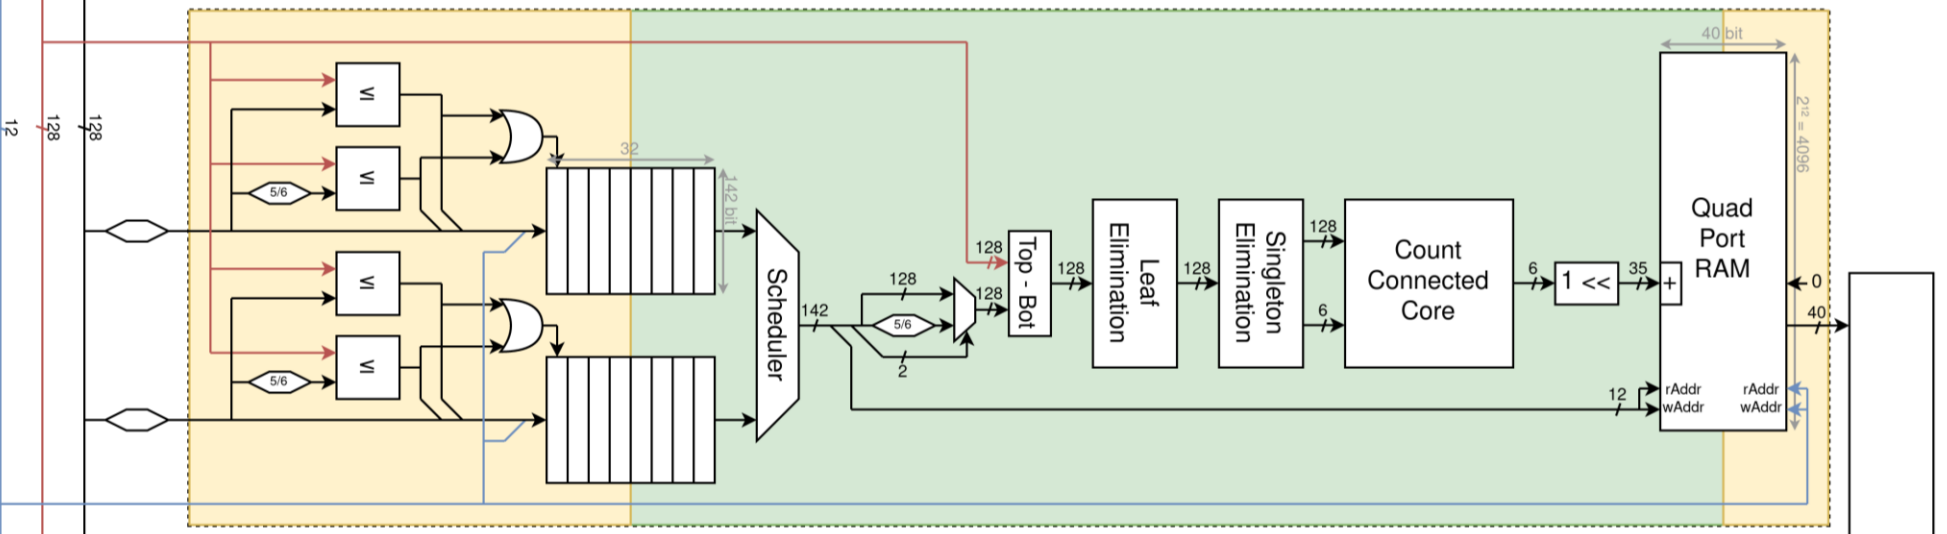 12
128
128
≤
≤
5/6
≤
≤
5/6
32
142 bit
Scheduler
142
128
5/6
2
128
128
Top - Bot
128
Leaf
Elimination
128
Singleton
Elimination
128
6
Count
Connected
Core
6
1 <<
35
+
40 bit
2¹² = 4096
Quad
Port
RAM
0
40
12
rAddr
wAddr
rAddr
wAddr